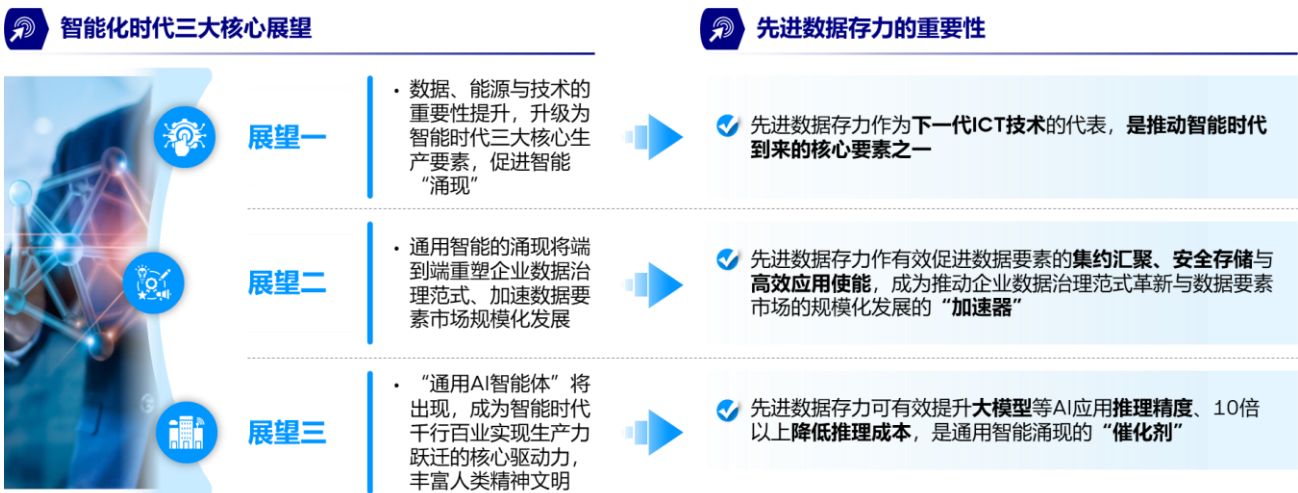 智能化时代三大核心展望
先进数据存力的重要性
展望一
· 数据、能源与技术的
重要性提升，升级为
智能时代三大核心生
产要素，促进智能
“涌现”
先进数据存力作为下一代ICT技术的代表，是推动智能时代
到来的核心要素之一
展望二
· 通用智能的涌现将端
到端重塑企业数据治
理范式、加速数据要
素市场规模化发展
先进数据存力作有效促进数据要素的集约汇聚、安全存储与
高效应用使能，成为推动企业数据治理范式革新与数据要素
市场的规模化发展的“加速器”
展望三
· “通用AI智能体”将
出现，成为智能时代
千行百业实现生产力
跃迁的核心驱动力，
丰富人类精神文明
先进数据存力可有效提升大模型等AI应用推理精度、10倍
以上降低推理成本，是通用智能涌现的“催化剂”